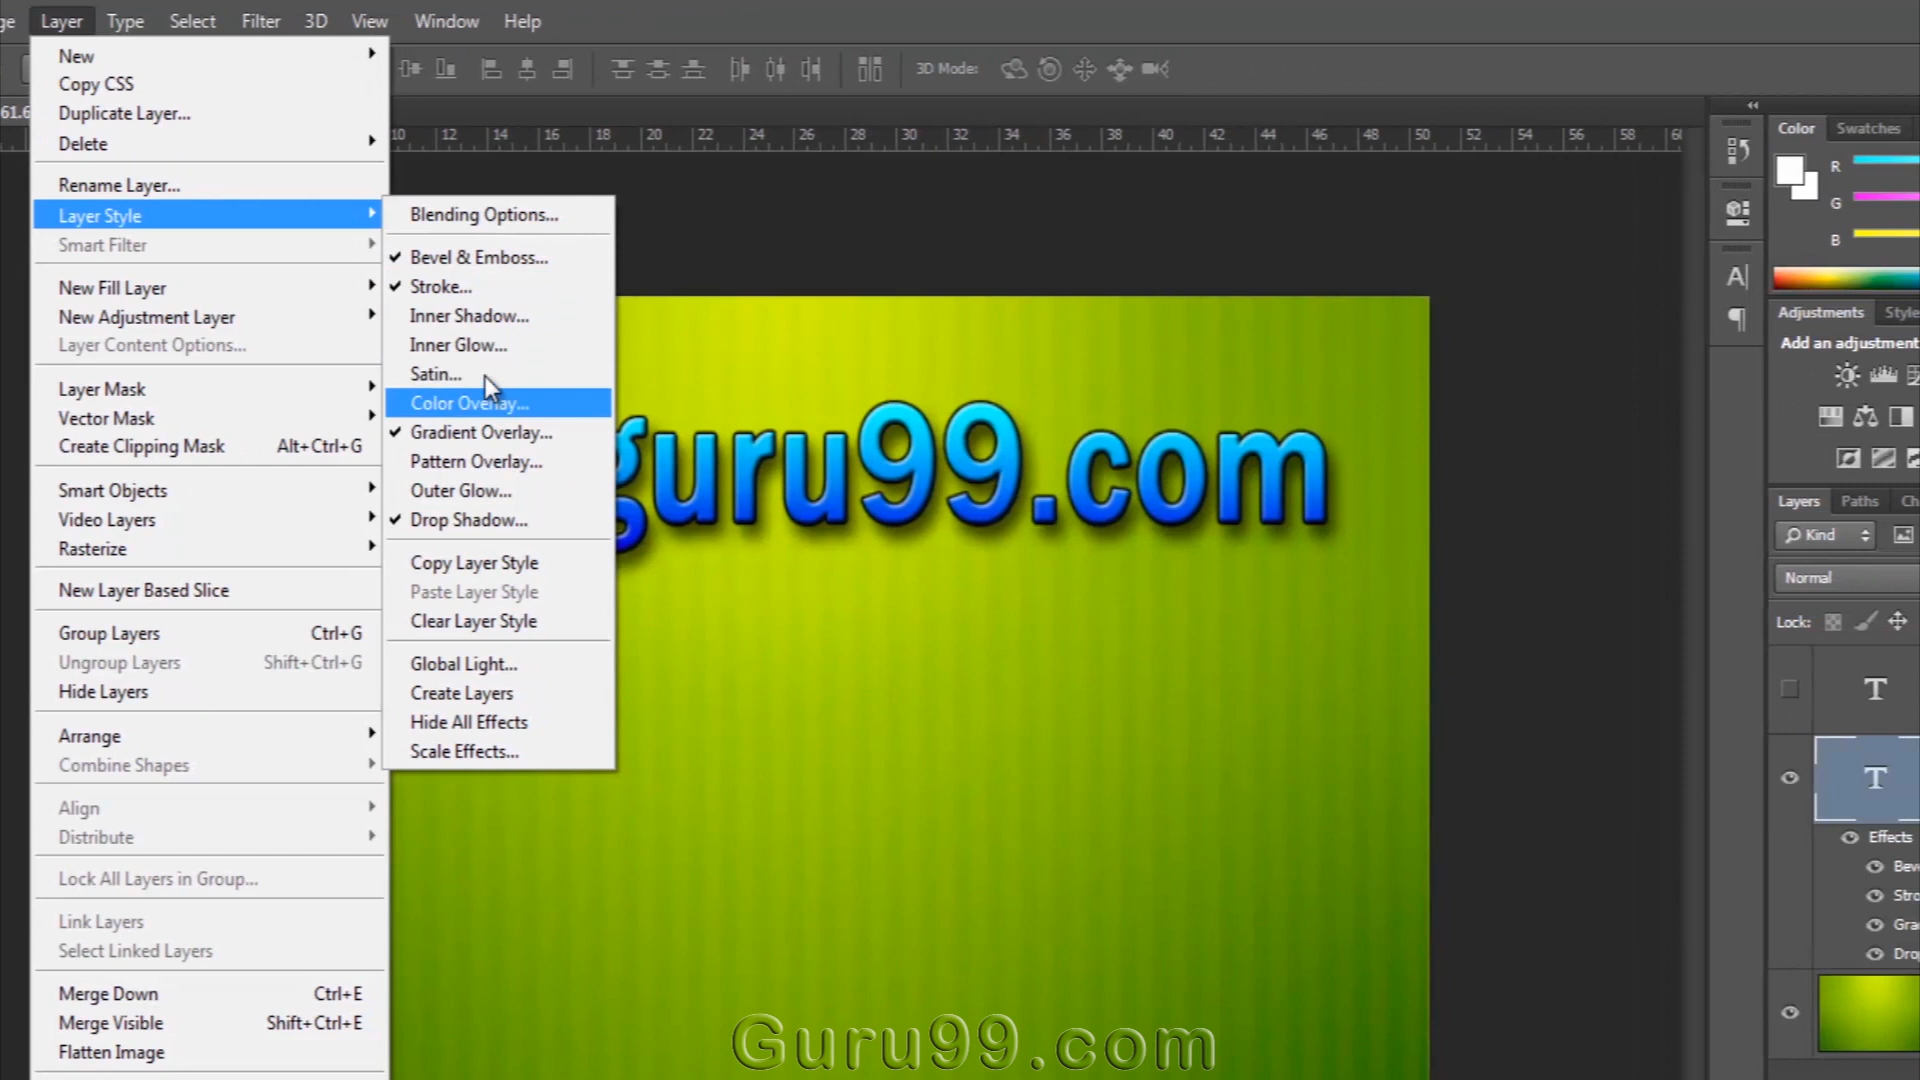 Layer Type Select Filter 3D View Window Help
3D Mode:
61.6
10 12 14 16 18 20 22 24 26 28 30 32 34 36 38 40 42 44 46 48 50 52 54 56 58
New
Copy CSS
Duplicate Layer...
Delete
Rename Layer...
Layer Style
Smart Filter
New Fill Layer
New Adjustment Layer
Layer Content Options...
Layer Mask
Vector Mask
Create Clipping Mask Alt+Ctrl+G
Smart Objects
Video Layers
Rasterize
New Layer Based Slice
Group Layers Ctrl+G
Ungroup Layers Shift+Ctrl+G
Hide Layers
Arrange
Combine Shapes
Align
Distribute
Lock All Layers in Group...
Link Layers
Select Linked Layers
Merge Down Ctrl+E
Merge Visible Shift+Ctrl+E
Flatten Image
Blending Options...
Bevel & Emboss...
Stroke...
Inner Shadow...
Inner Glow...
Satin...
Color Overlay...
Gradient Overlay...
Pattern Overlay...
Outer Glow...
Drop Shadow...
Copy Layer Style
Paste Layer Style
Clear Layer Style
Global Light...
Create Layers
Hide All Effects
Scale Effects...
guru99.com
Guru99.com
Color Swatches
R
G
B
Adjustments Style
Add an adjustment
Layers Paths Ch
Kind
Normal
Lock:
T
T
Effects
Bev
Stro
Gra
Dro